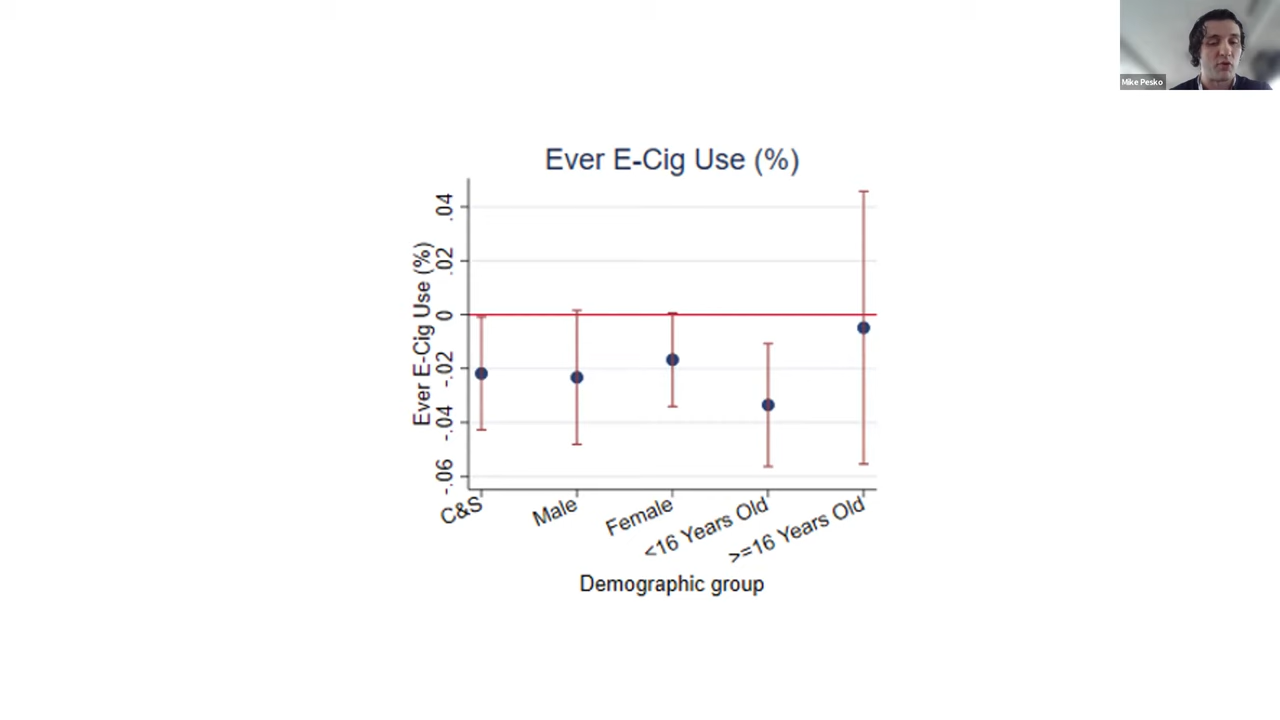 Mike Pesko
Ever E-Cig Use (%)
Ever E-Cig Use (%)
.04
.02
0
-.02
-.04
-.06
C&S
Male
Female
<16 Years Old
>=16 Years Old
Demographic group